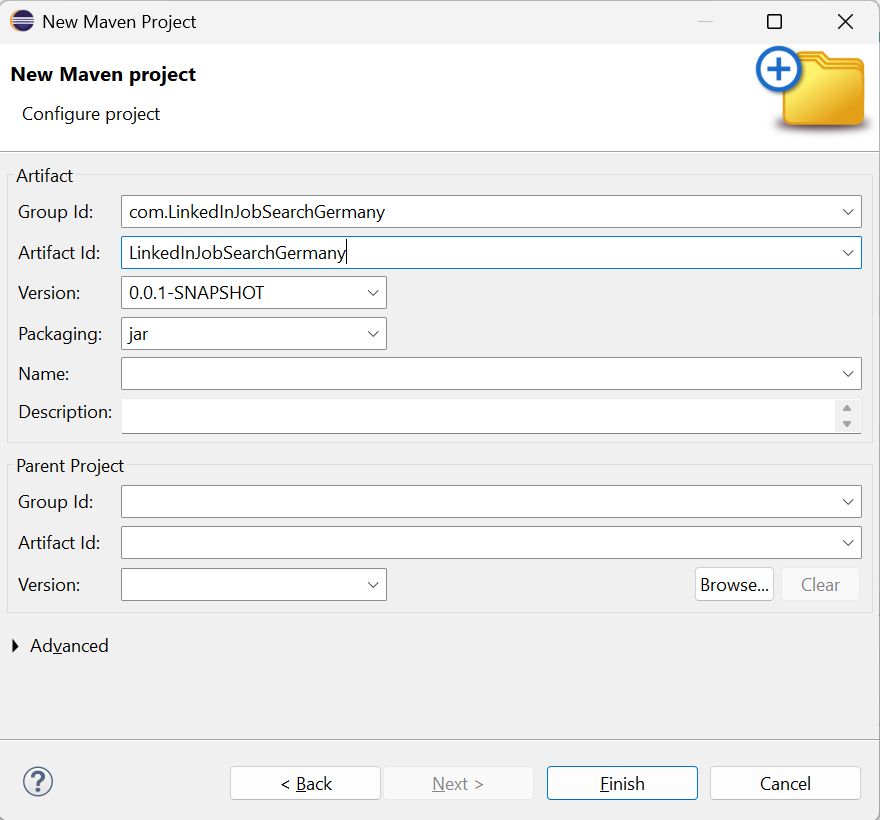 New Maven Project
New Maven project
Configure project
Artifact
Group Id: com.LinkedInJobSearchGermany
Artifact Id: LinkedInJobSearchGermany
Version: 0.0.1-SNAPSHOT
Packaging: jar
Name:
Description:
Parent Project
Group Id:
Artifact Id:
Version: Browse... Clear
Advanced
? < Back Next > Finish Cancel